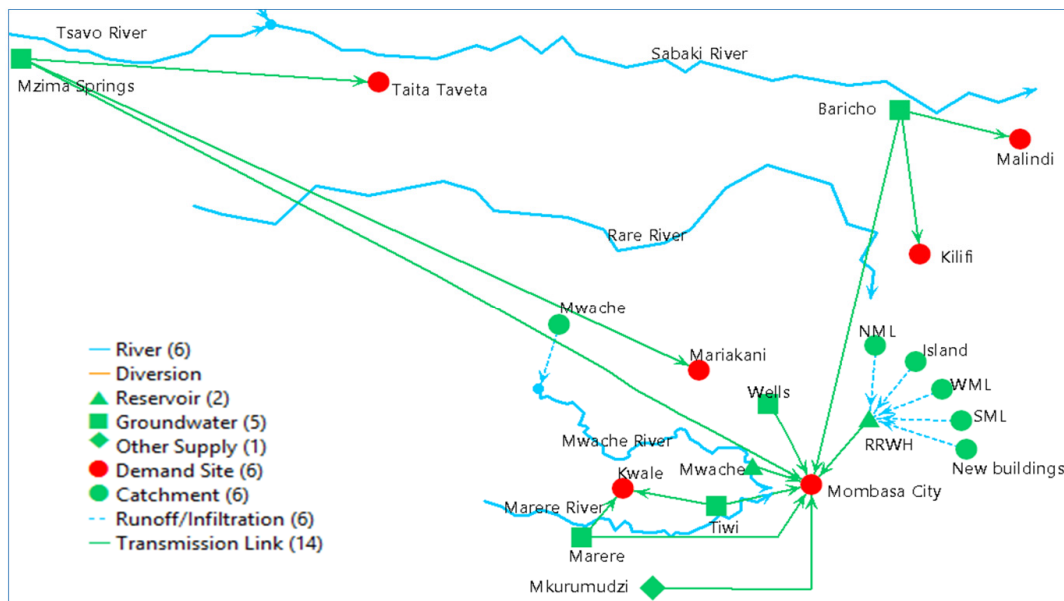 Tsavo River
Sabaki River
Mzima Springs
Taita Taveta
Baricho
Malindi
Rare River
Kilifi
Mwache
NML
Island
Mariakani
WML
Wells
SML
RRWH
New buildings
Mwache River
Kwale
Mwache
Mombasa City
Marere River
Tiwi
Marere
Mkurumudzi
River (6)
Diversion
Reservoir (2)
Groundwater (5)
Other Supply (1)
Demand Site (6)
Catchment (6)
Runoff/Infiltration (6)
Transmission Link (14)